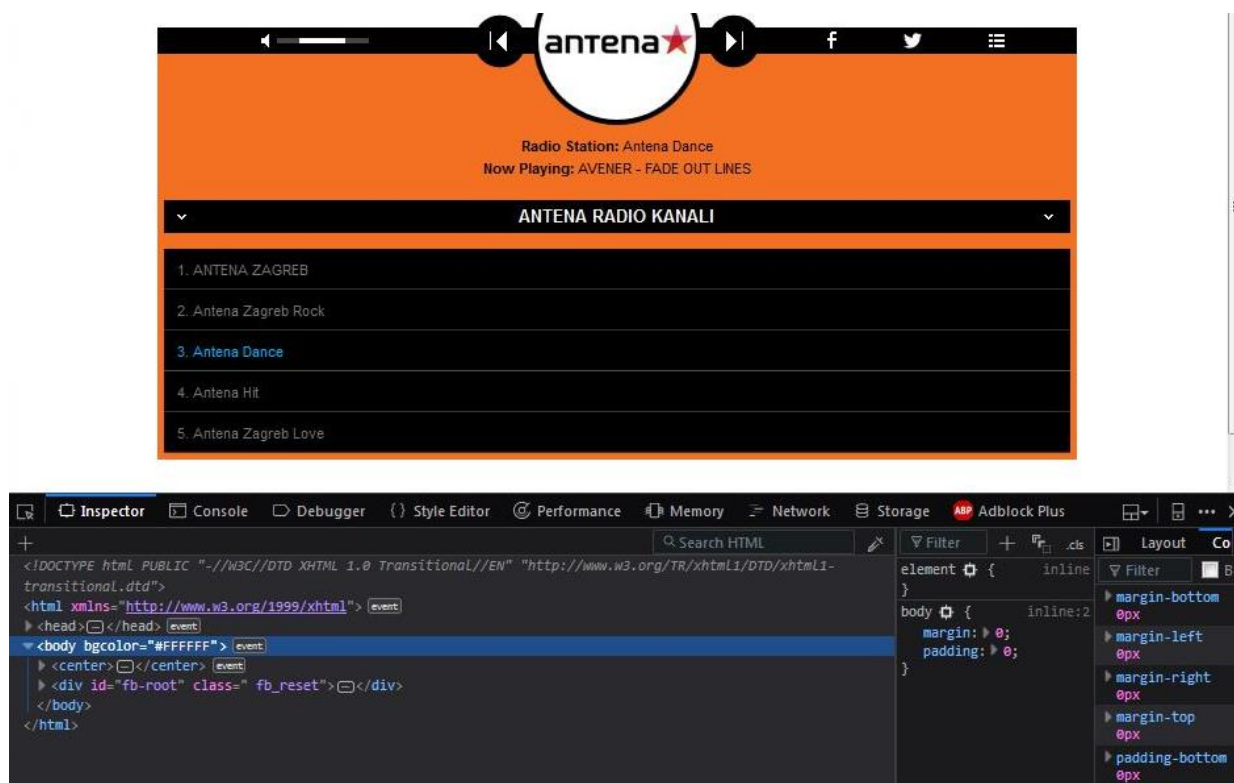 antena
Radio Station: Antena Dance
Now Playing: AVENER - FADE OUT LINES
ANTENA RADIO KANALI
1. ANTENA ZAGREB
2. Antena Zagreb Rock
3. Antena Dance
4. Antena Hit
5. Antena Zagreb Love
Inspector Console Debugger {} Style Editor Performance Memory Network Storage ABP Adblock Plus
+ Search HTML Filter + .cls Layout Co
<!DOCTYPE html PUBLIC "-//W3C//DTD XHTML 1.0 Transitional//EN" "http://www.w3.org/TR/xhtml1/DTD/xhtml1-
transitional.dtd">
<html xmlns="http://www.w3.org/1999/xhtml"> event
<head></head> event
<body bgcolor="#FFFFFF"> event
<center></center> event
<div id="fb-root" class=" fb_reset"></div>
</body>
</html>
element { inline
}
body { inline:2
margin: 0;
padding: 0;
}
Filter B
margin-bottom
0px
margin-left
0px
margin-right
0px
margin-top
0px
padding-bottom
0px